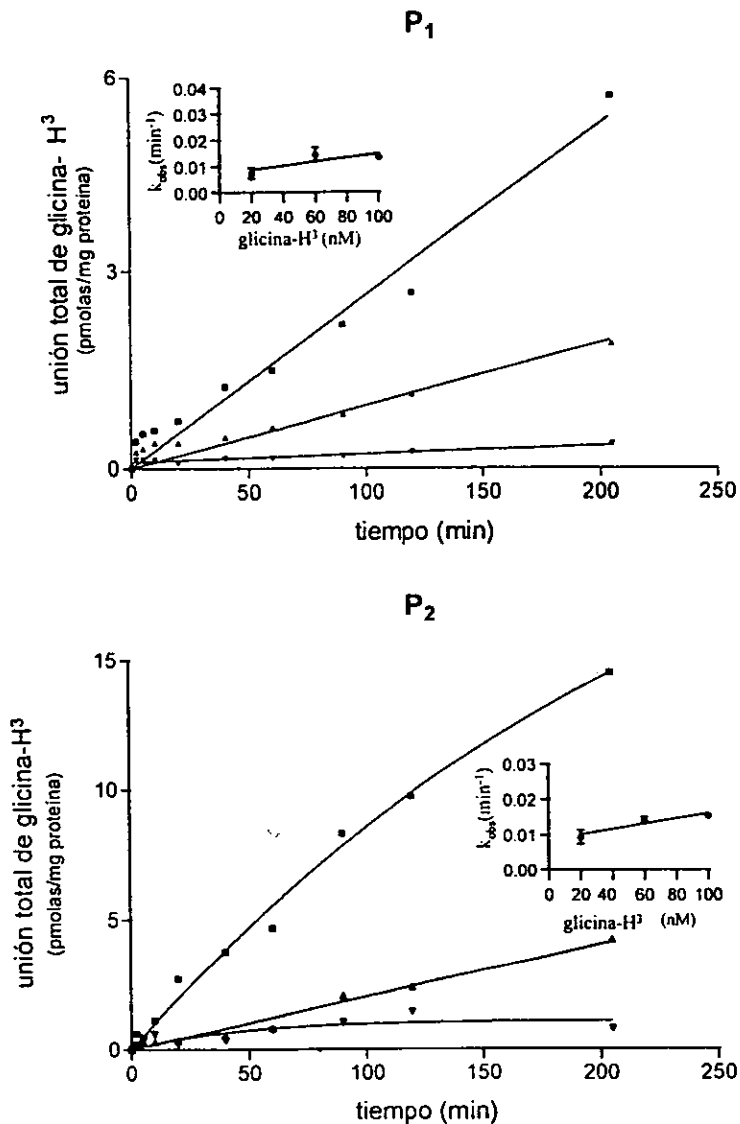 P1
unión total de glicina- H3
(pmolas/mg proteína)
6
3
0
0.04
0.03
0.02
0.01
0.00
kobs(min-1)
0 20 40 60 80 100
glicina-H3 (nM)
0 50 100 150 200 250
tiempo (min)
P2
unión total de glicina-H3
(pmolas/mg proteína)
15
10
5
0
0.03
0.02
0.01
0.00
kobs(min-1)
0 20 40 60 80 100
glicina-H3 (nM)
0 50 100 150 200 250
tiempo (min)